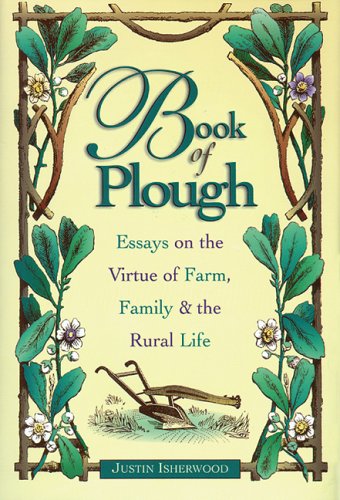 Book
of
Plough
Essays on the
Virtue of Farm,
Family & the
Rural Life
JUSTIN ISHERWOOD